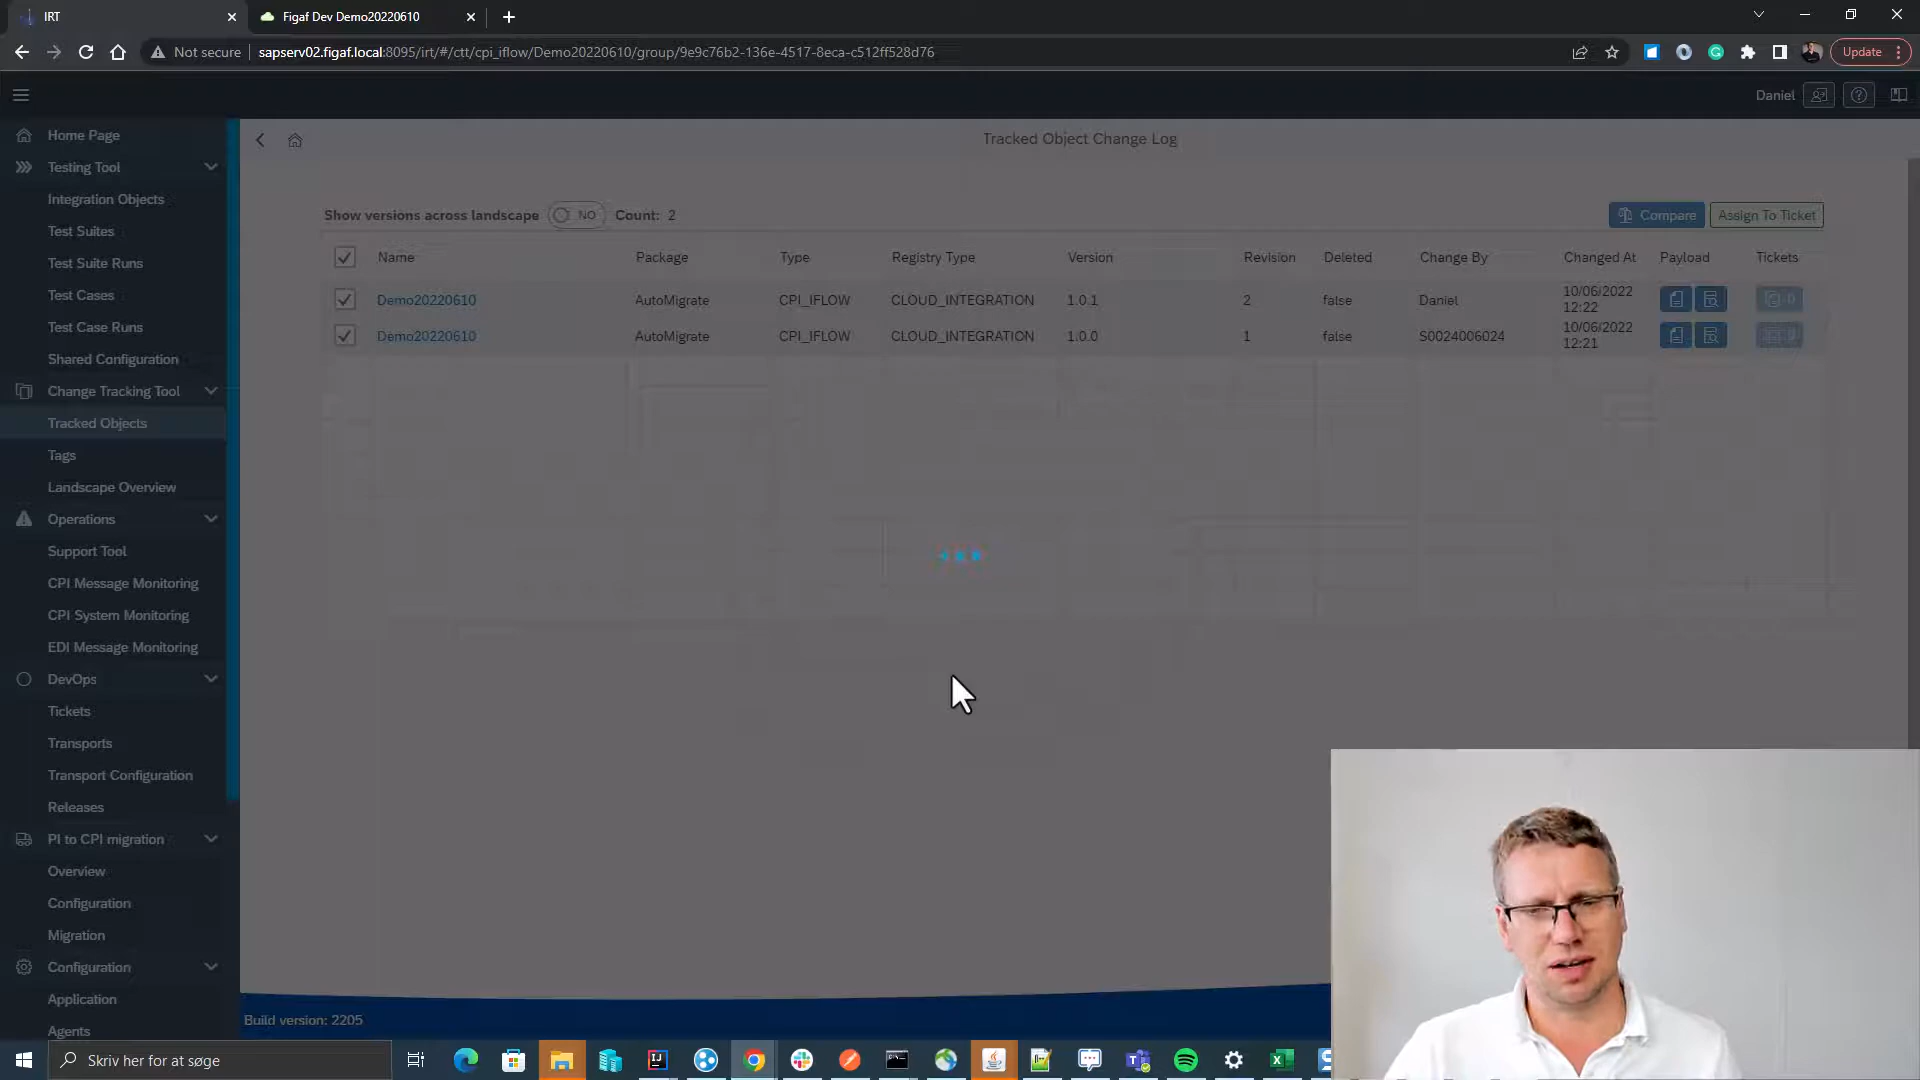 IRT
Figaf Dev Demo20220610
Not secure
sapserv02.figaf.local:8095/irt/#/ctt/cpi_iflow/Demo20220610/group/9e9c76b2-136e-4517-8eca-c512ff528d76
Update
Daniel
Home Page
Testing Tool
Integration Objects
Test Suites
Test Suite Runs
Test Cases
Test Case Runs
Shared Configuration
Change Tracking Tool
Tracked Objects
Tags
Landscape Overview
Operations
Support Tool
CPI Message Monitoring
CPI System Monitoring
EDI Message Monitoring
DevOps
Tickets
Transports
Transport Configuration
Releases
PI to CPI migration
Overview
Configuration
Migration
Configuration
Application
Agents
Tracked Object Change Log
Show versions across landscape NO Count: 2
Compare Assign To Ticket
Name Package Type Registry Type Version Revision Deleted Change By Changed At Payload Tickets
Demo20220610 AutoMigrate CPI_IFLOW CLOUD_INTEGRATION 1.0.1 2 false Daniel 10/06/2022 12:22 0
Demo20220610 AutoMigrate CPI_IFLOW CLOUD_INTEGRATION 1.0.0 1 false S0024006024 10/06/2022 12:21 0
Build version: 2205
Skriv her for at søge